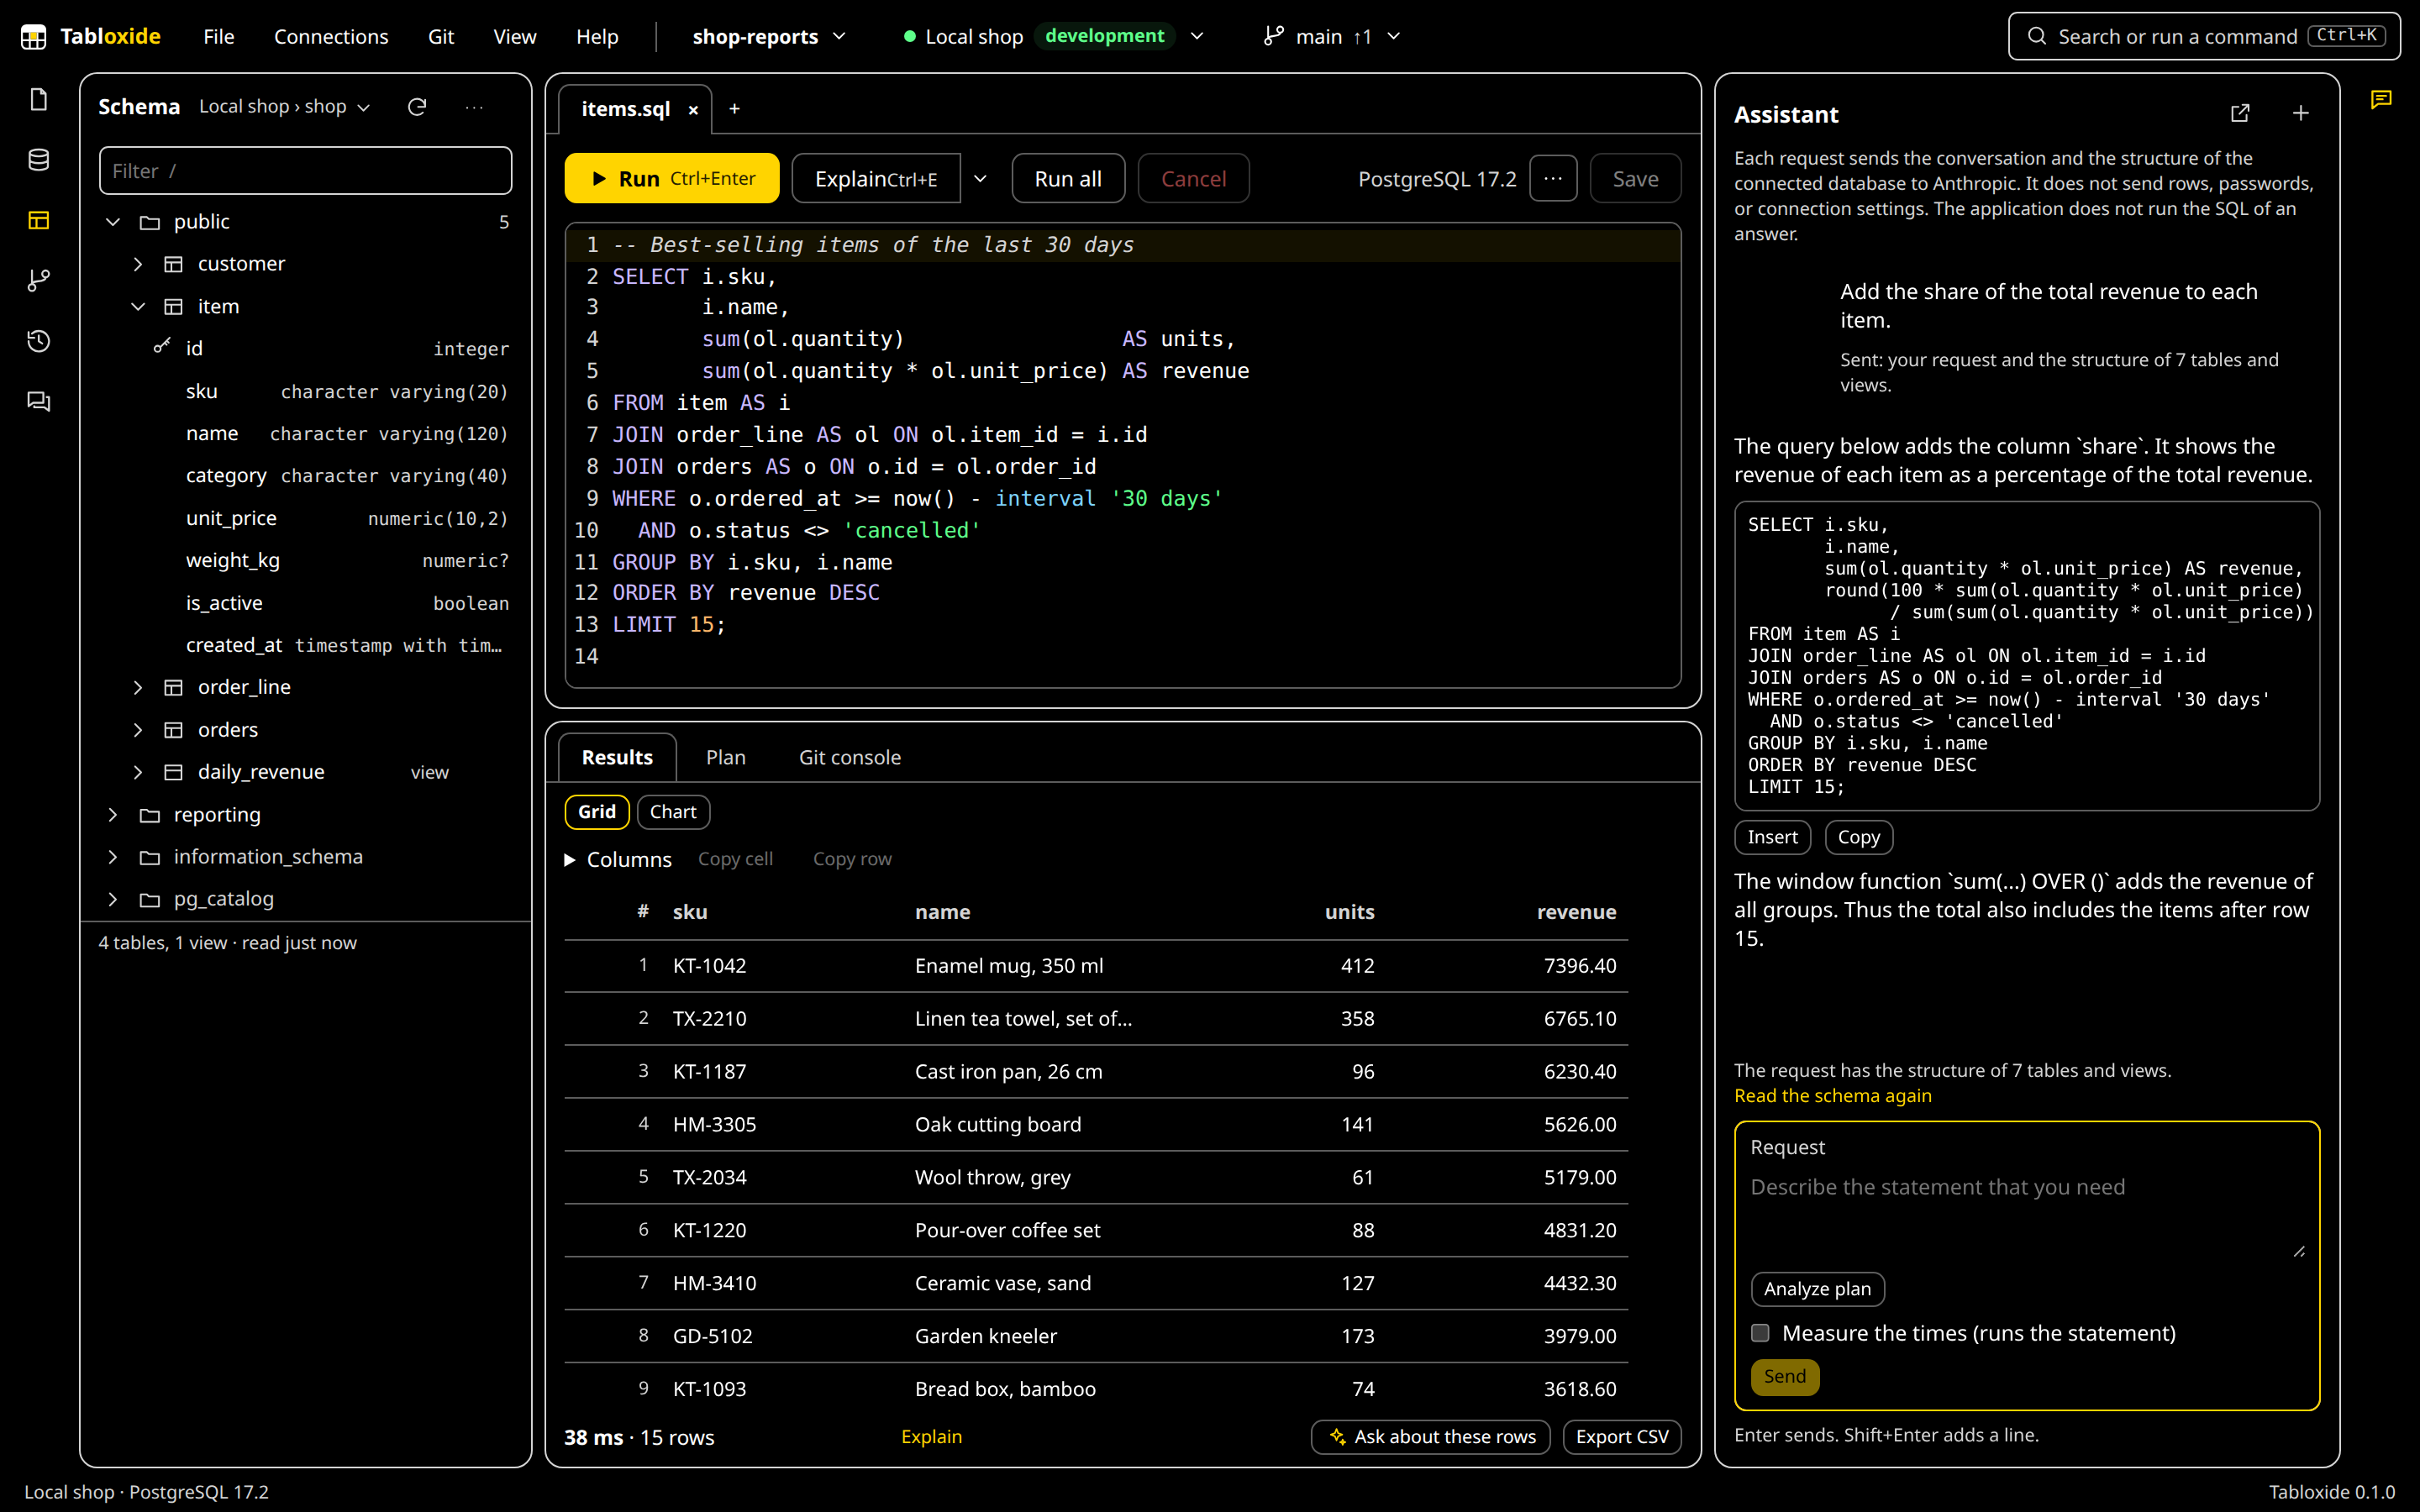 Tabloxide File Connections Git View Help shop-reports Local shop development main ↑1 Search or run a command Ctrl+K
Schema Local shop › shop ···
Filter /
public 5
customer
item
id integer
sku character varying(20)
name character varying(120)
category character varying(40)
unit_price numeric(10,2)
weight_kg numeric?
is_active boolean
created_at timestamp with tim…
order_line
orders
daily_revenue view
reporting
information_schema
pg_catalog
4 tables, 1 view · read just now
items.sql × +
Run Ctrl+Enter ExplainCtrl+E Run all Cancel PostgreSQL 17.2 ··· Save
1 -- Best-selling items of the last 30 days
2 SELECT i.sku,
3 i.name,
4 sum(ol.quantity) AS units,
5 sum(ol.quantity * ol.unit_price) AS revenue
6 FROM item AS i
7 JOIN order_line AS ol ON ol.item_id = i.id
8 JOIN orders AS o ON o.id = ol.order_id
9 WHERE o.ordered_at >= now() - interval '30 days'
10 AND o.status <> 'cancelled'
11 GROUP BY i.sku, i.name
12 ORDER BY revenue DESC
13 LIMIT 15;
14
Results Plan Git console
Grid Chart
Columns Copy cell Copy row
# sku name units revenue
1 KT-1042 Enamel mug, 350 ml 412 7396.40
2 TX-2210 Linen tea towel, set of… 358 6765.10
3 KT-1187 Cast iron pan, 26 cm 96 6230.40
4 HM-3305 Oak cutting board 141 5626.00
5 TX-2034 Wool throw, grey 61 5179.00
6 KT-1220 Pour-over coffee set 88 4831.20
7 HM-3410 Ceramic vase, sand 127 4432.30
8 GD-5102 Garden kneeler 173 3979.00
9 KT-1093 Bread box, bamboo 74 3618.60
38 ms · 15 rows Explain Ask about these rows Export CSV
Assistant
Each request sends the conversation and the structure of the
connected database to Anthropic. It does not send rows, passwords,
or connection settings. The application does not run the SQL of an
answer.
Add the share of the total revenue to each
item.
Sent: your request and the structure of 7 tables and
views.
The query below adds the column `share`. It shows the
revenue of each item as a percentage of the total revenue.
SELECT i.sku,
i.name,
sum(ol.quantity * ol.unit_price) AS revenue,
round(100 * sum(ol.quantity * ol.unit_price)
/ sum(sum(ol.quantity * ol.unit_price))
FROM item AS i
JOIN order_line AS ol ON ol.item_id = i.id
JOIN orders AS o ON o.id = ol.order_id
WHERE o.ordered_at >= now() - interval '30 days'
AND o.status <> 'cancelled'
GROUP BY i.sku, i.name
ORDER BY revenue DESC
LIMIT 15;
Insert Copy
The window function `sum(…) OVER ()` adds the revenue of
all groups. Thus the total also includes the items after row
15.
The request has the structure of 7 tables and views.
Read the schema again
Request
Describe the statement that you need
Analyze plan
Measure the times (runs the statement)
Send
Enter sends. Shift+Enter adds a line.
Local shop · PostgreSQL 17.2 Tabloxide 0.1.0